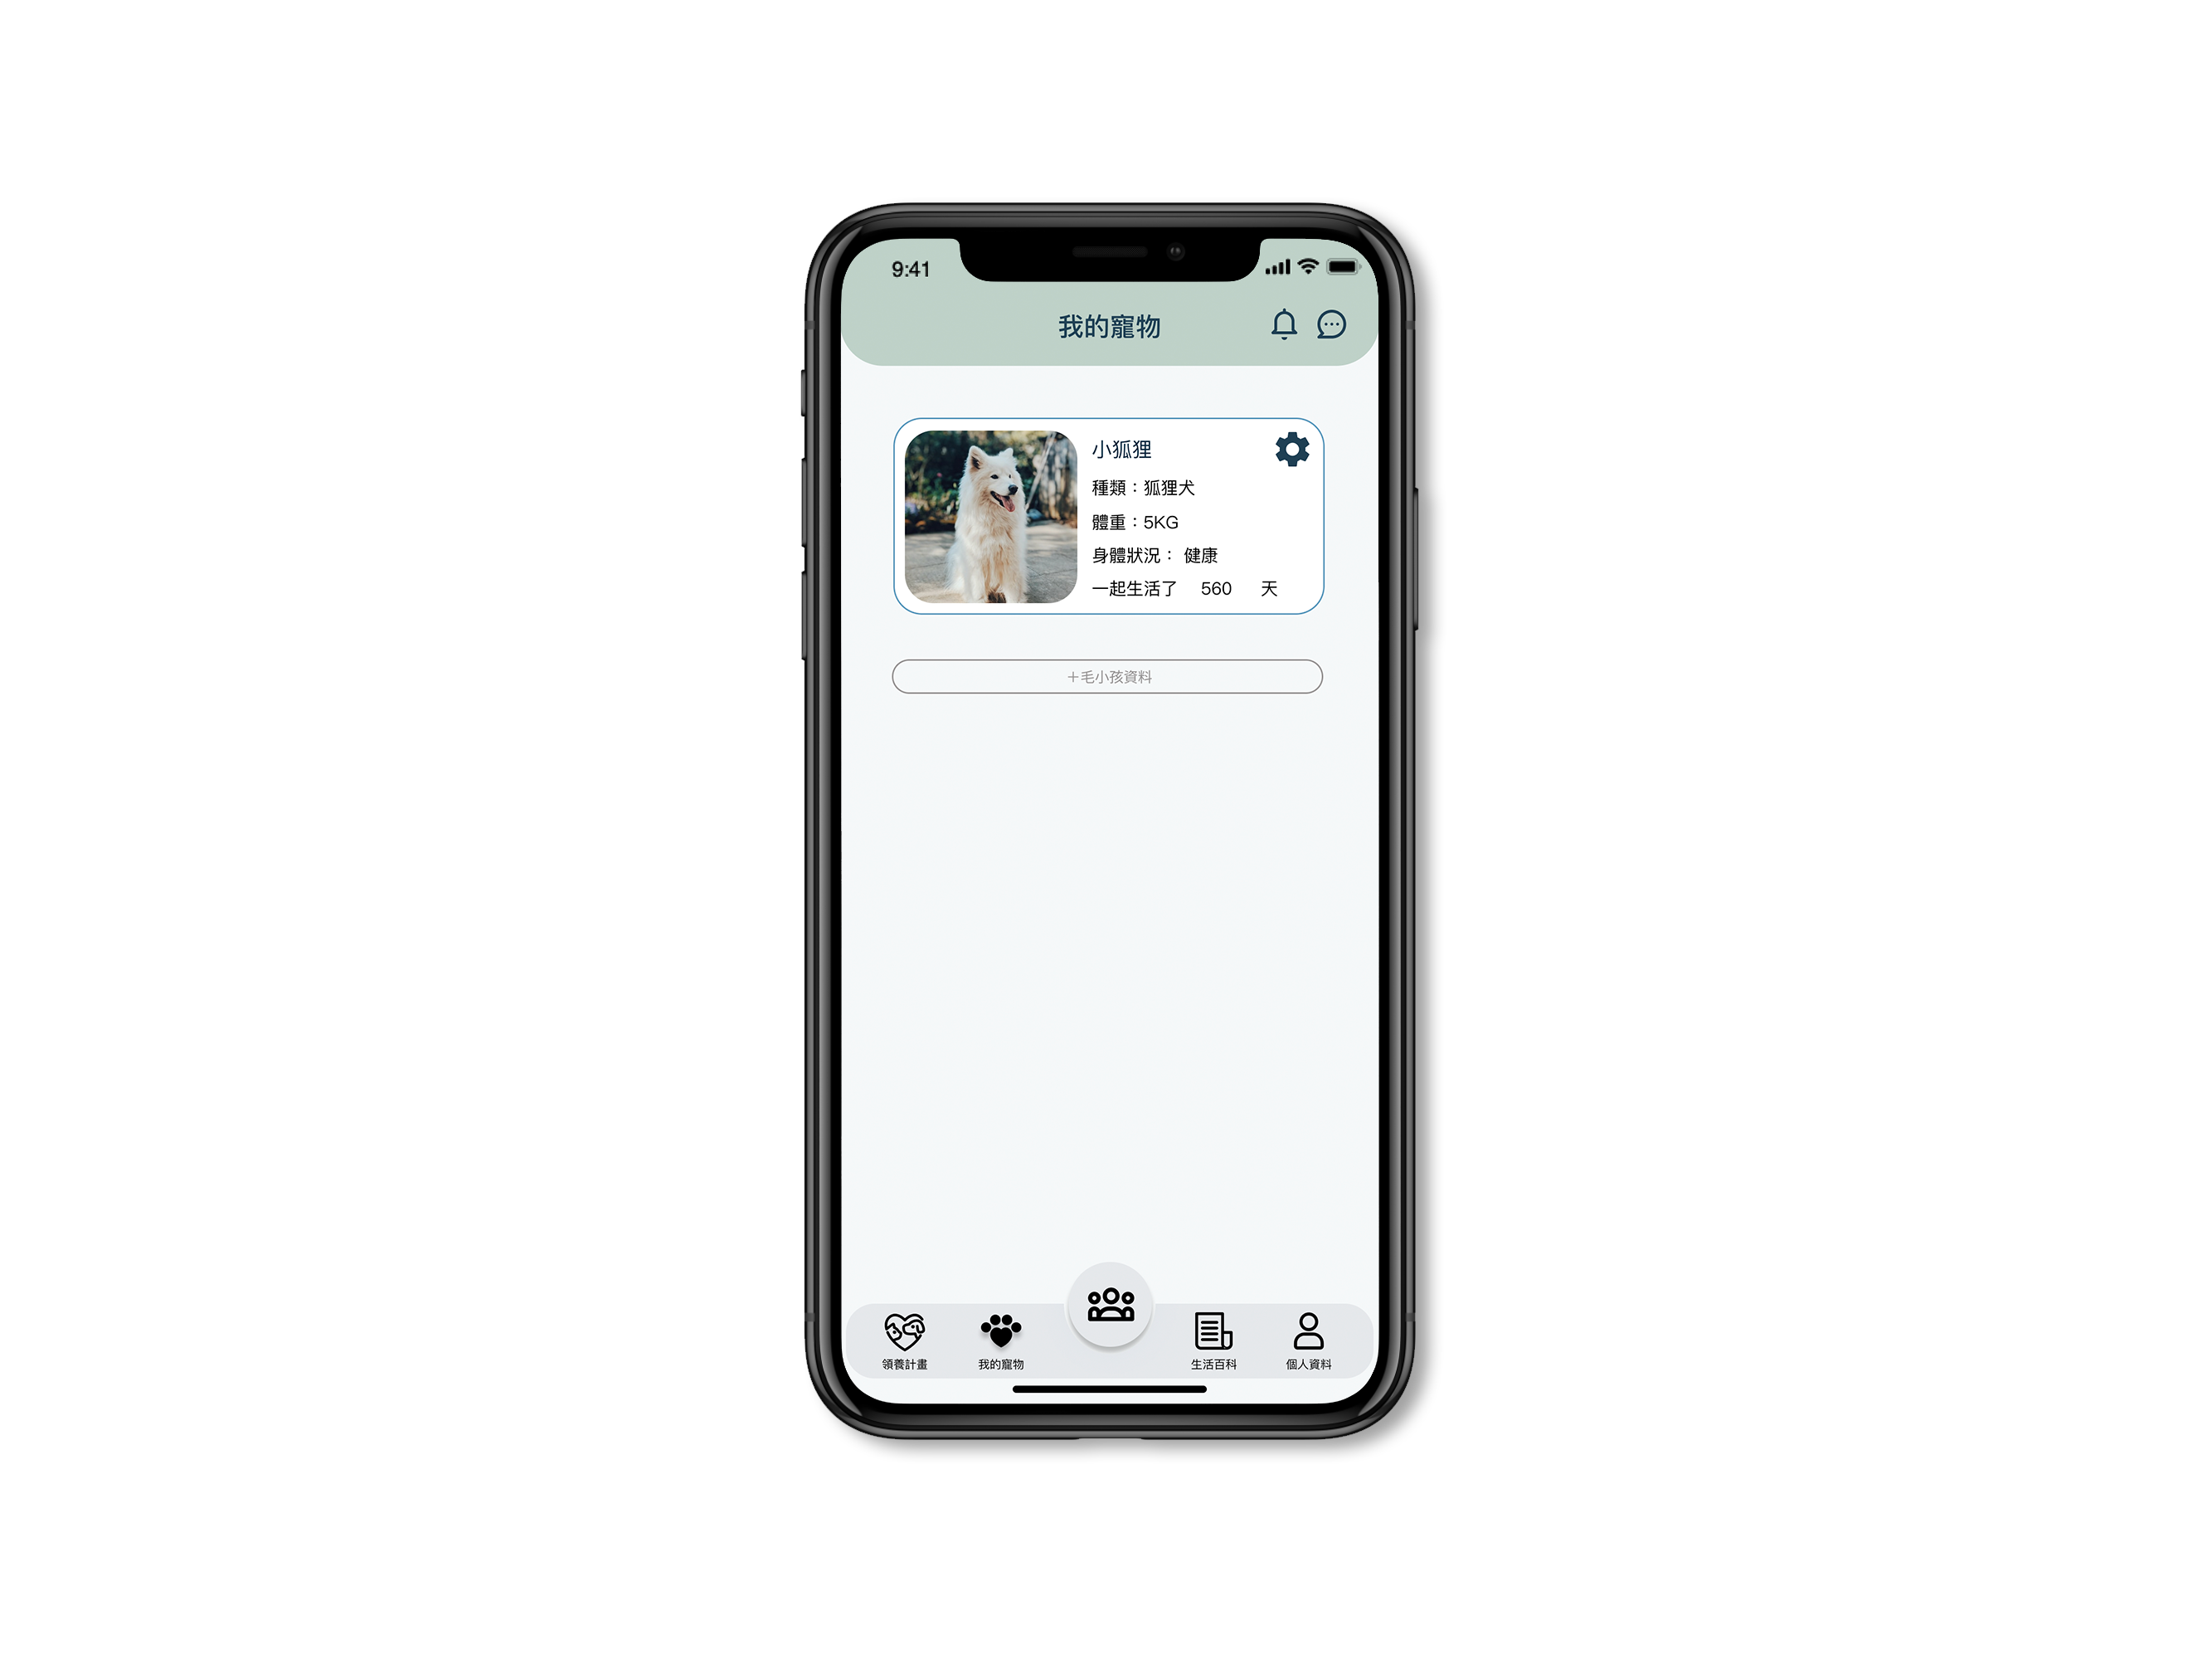 9:41
我的寵物
小狐狸
種類：狐狸犬
體重：5KG
身體狀況： 健康
一起生活了 560 天
＋毛小孩資料
領養計畫
我的寵物
生活百科
個人資料